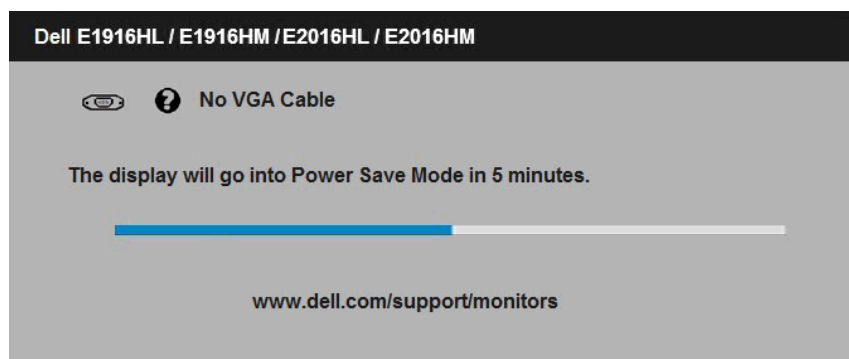 Dell E1916HL / E1916HM / E2016HL / E2016HM
No VGA Cable
The display will go into Power Save Mode in 5 minutes.
www.dell.com/support/monitors